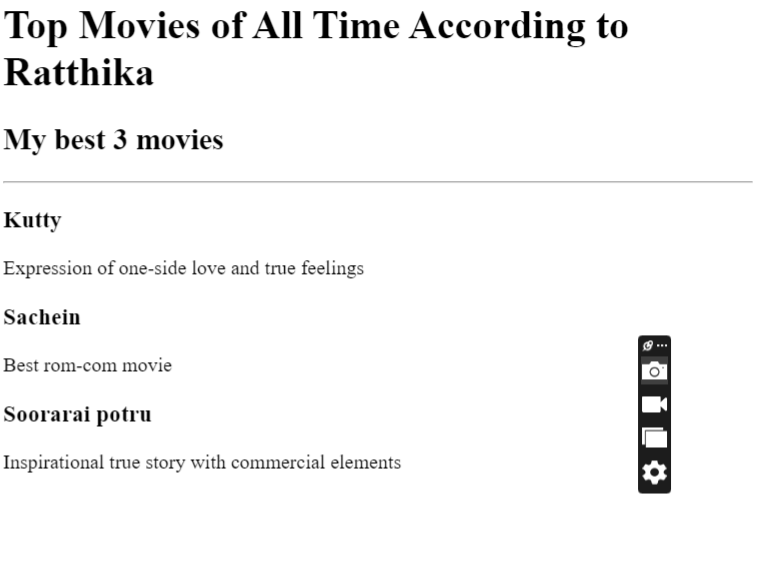 Top Movies of All Time According to
Ratthika
My best 3 movies
Kutty
Expression of one-side love and true feelings
Sachein
Best rom-com movie
Soorarai potru
Inspirational true story with commercial elements